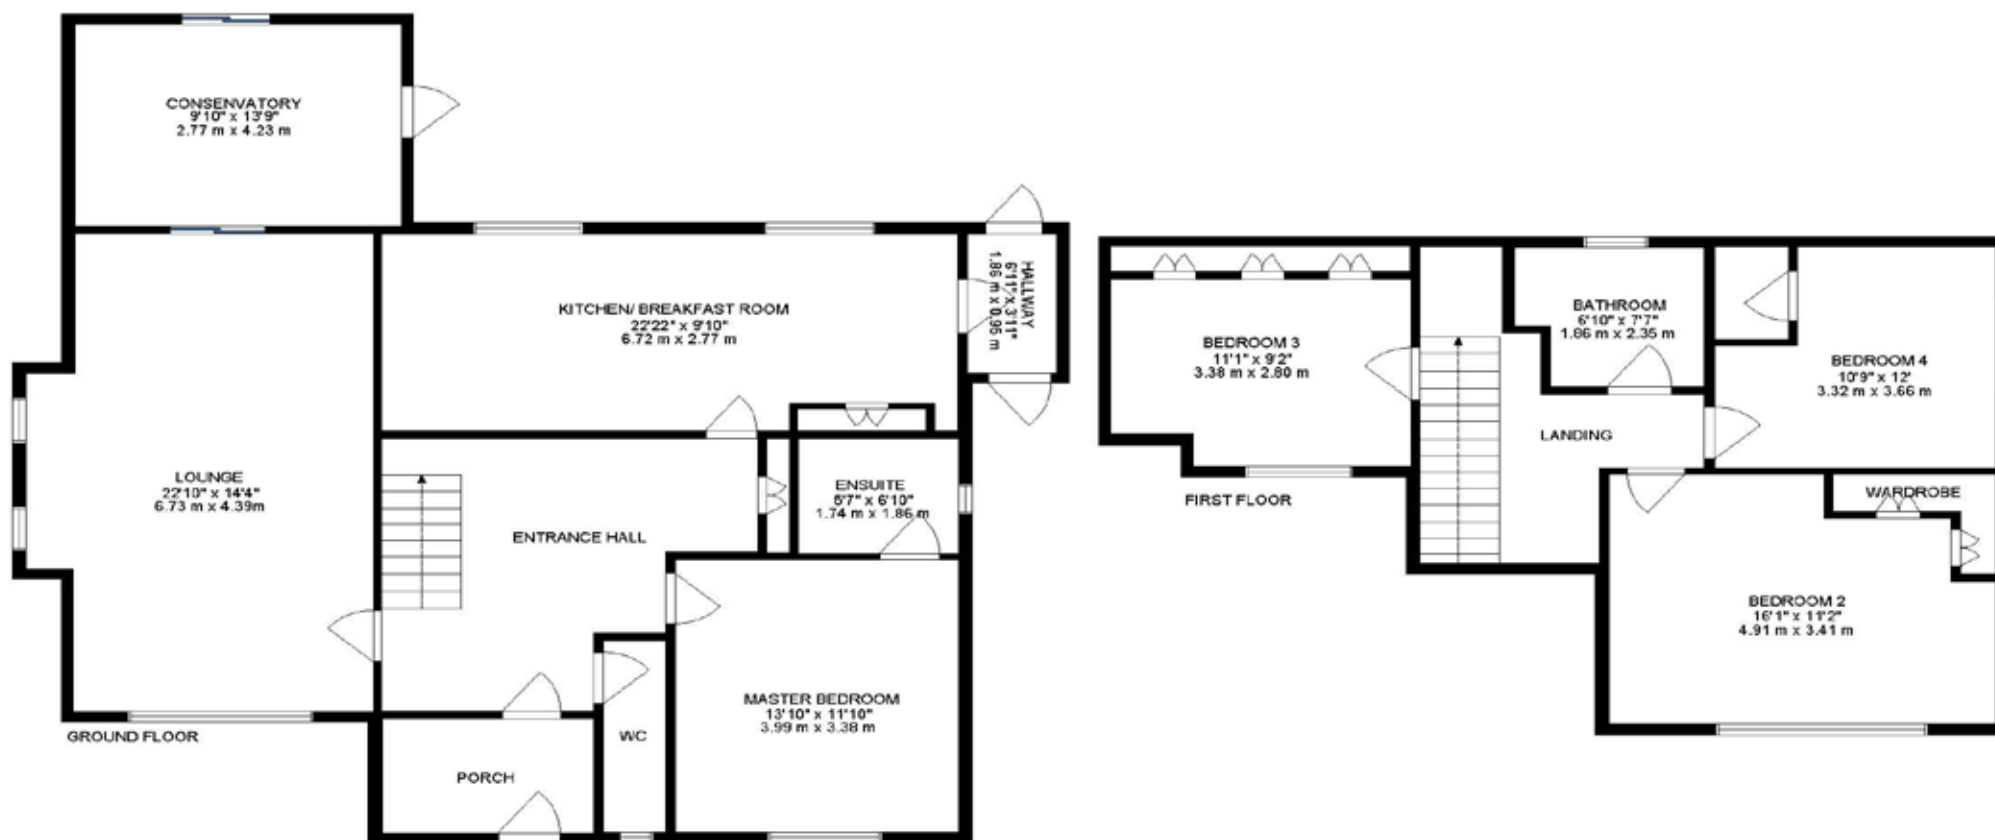 CONSENVATORY
9'10" x 13'9"
2.77 m x 4.23 m
KITCHEN/ BREAKFAST ROOM
22'22" x 9'10"
6.72 m x 2.77 m
HALLWAY
6'11" x 3'11"
1.86 m x 0.95 m
LOUNGE
22'10" x 14'4"
6.73 m x 4.39m
ENTRANCE HALL
ENSUITE
5'7" x 6'10"
1.74 m x 1.86 m
MASTER BEDROOM
13'10" x 11'10"
3.99 m x 3.38 m
WC
PORCH
GROUND FLOOR
BEDROOM 3
11'1" x 9'2"
3.38 m x 2.80 m
BATHROOM
6'10" x 7'7"
1.86 m x 2.35 m
BEDROOM 4
10'9" x 12'
3.32 m x 3.66 m
LANDING
FIRST FLOOR
WARDROBE
BEDROOM 2
16'1" x 11'2"
4.91 m x 3.41 m